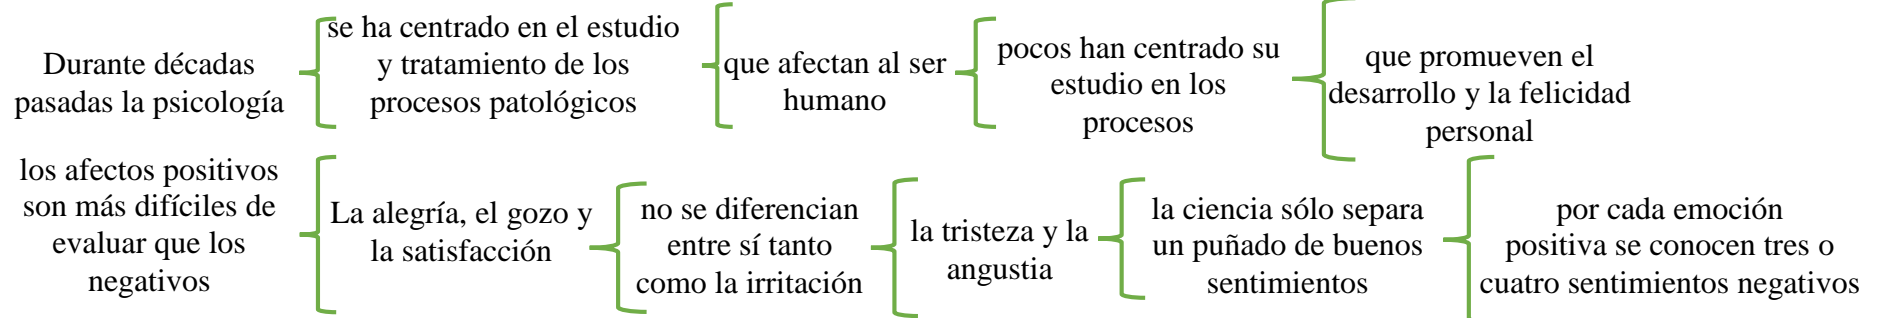 Durante décadas
pasadas la psicología
se ha centrado en el estudio
y tratamiento de los
procesos patológicos
que afectan al ser
humano
pocos han centrado su
estudio en los
procesos
que promueven el
desarrollo y la felicidad
personal
los afectos positivos
son más difíciles de
evaluar que los
negativos
La alegría, el gozo y
la satisfacción
no se diferencian
entre sí tanto
como la irritación
la tristeza y la
angustia
la ciencia sólo separa
un puñado de buenos
sentimientos
por cada emoción
positiva se conocen tres o
cuatro sentimientos negativos